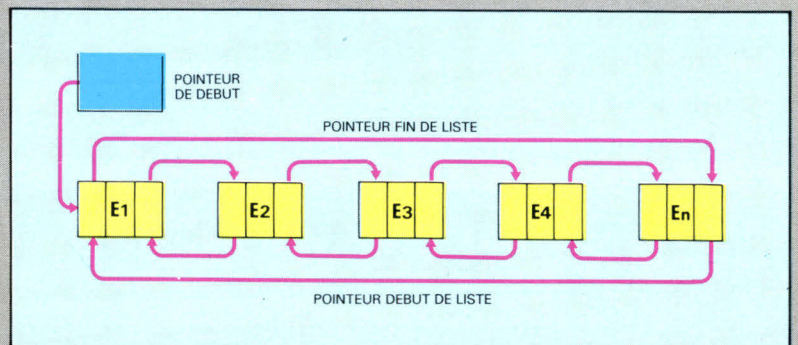 POINTEUR
DE DEBUT
POINTEUR FIN DE LISTE
E1 E2 E3 E4 En
POINTEUR DEBUT DE LISTE